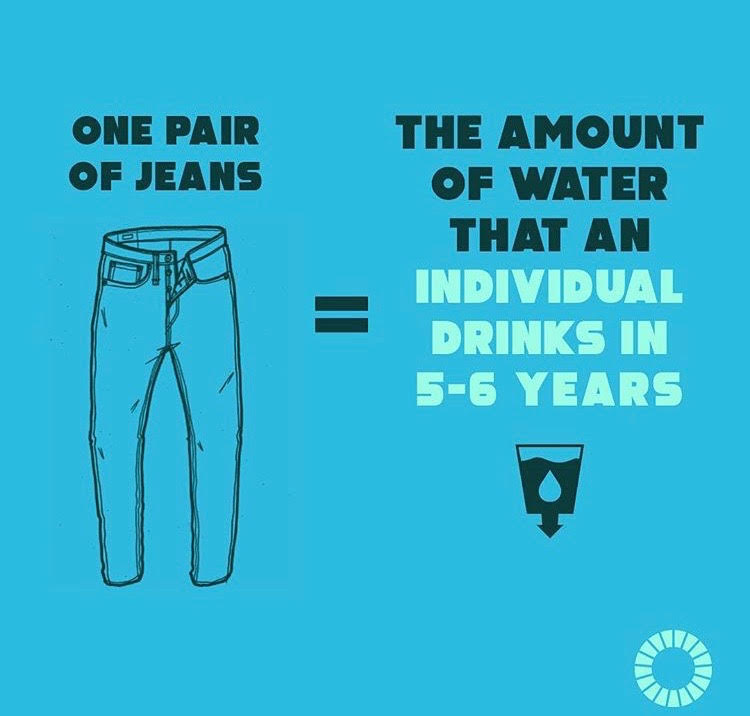 ONE PAIR
OF JEANS
=
THE AMOUNT
OF WATER
THAT AN
INDIVIDUAL
DRINKS IN
5-6 YEARS